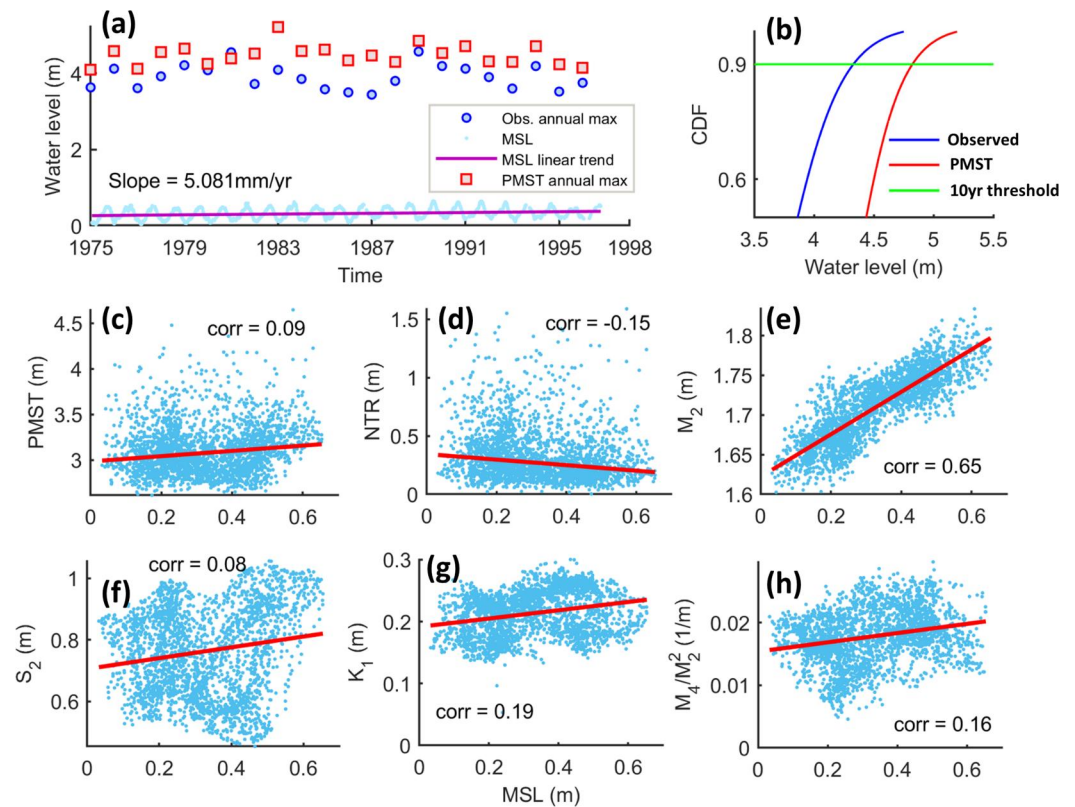 (a)
Water level (m)
4
2
0
Obs. annual max
MSL
MSL linear trend
PMST annual max
Slope = 5.081mm/yr
1975 1979 1983 1987 1991 1995 1998
Time
(b)
CDF
0.9
0.6
Observed
PMST
10yr threshold
3.5 4 4.5 5 5.5
Water level (m)
(c)
corr = 0.09
PMST (m)
4.5
4
3.5
3
0 0.2 0.4 0.6
(d)
corr = -0.15
NTR (m)
1.5
1
0.5
0
0 0.2 0.4 0.6
(e)
M2 (m)
1.8
1.75
1.7
1.65
1.6
corr = 0.65
0 0.2 0.4 0.6
(f)
corr = 0.08
S2 (m)
1
0.8
0.6
0 0.2 0.4 0.6
(g)
K1 (m)
0.3
0.2
0.1
0
corr = 0.19
0 0.2 0.4 0.6
MSL (m)
(h)
M4/M2^2 (1/m)
0.02
0.01
0
corr = 0.16
0 0.2 0.4 0.6